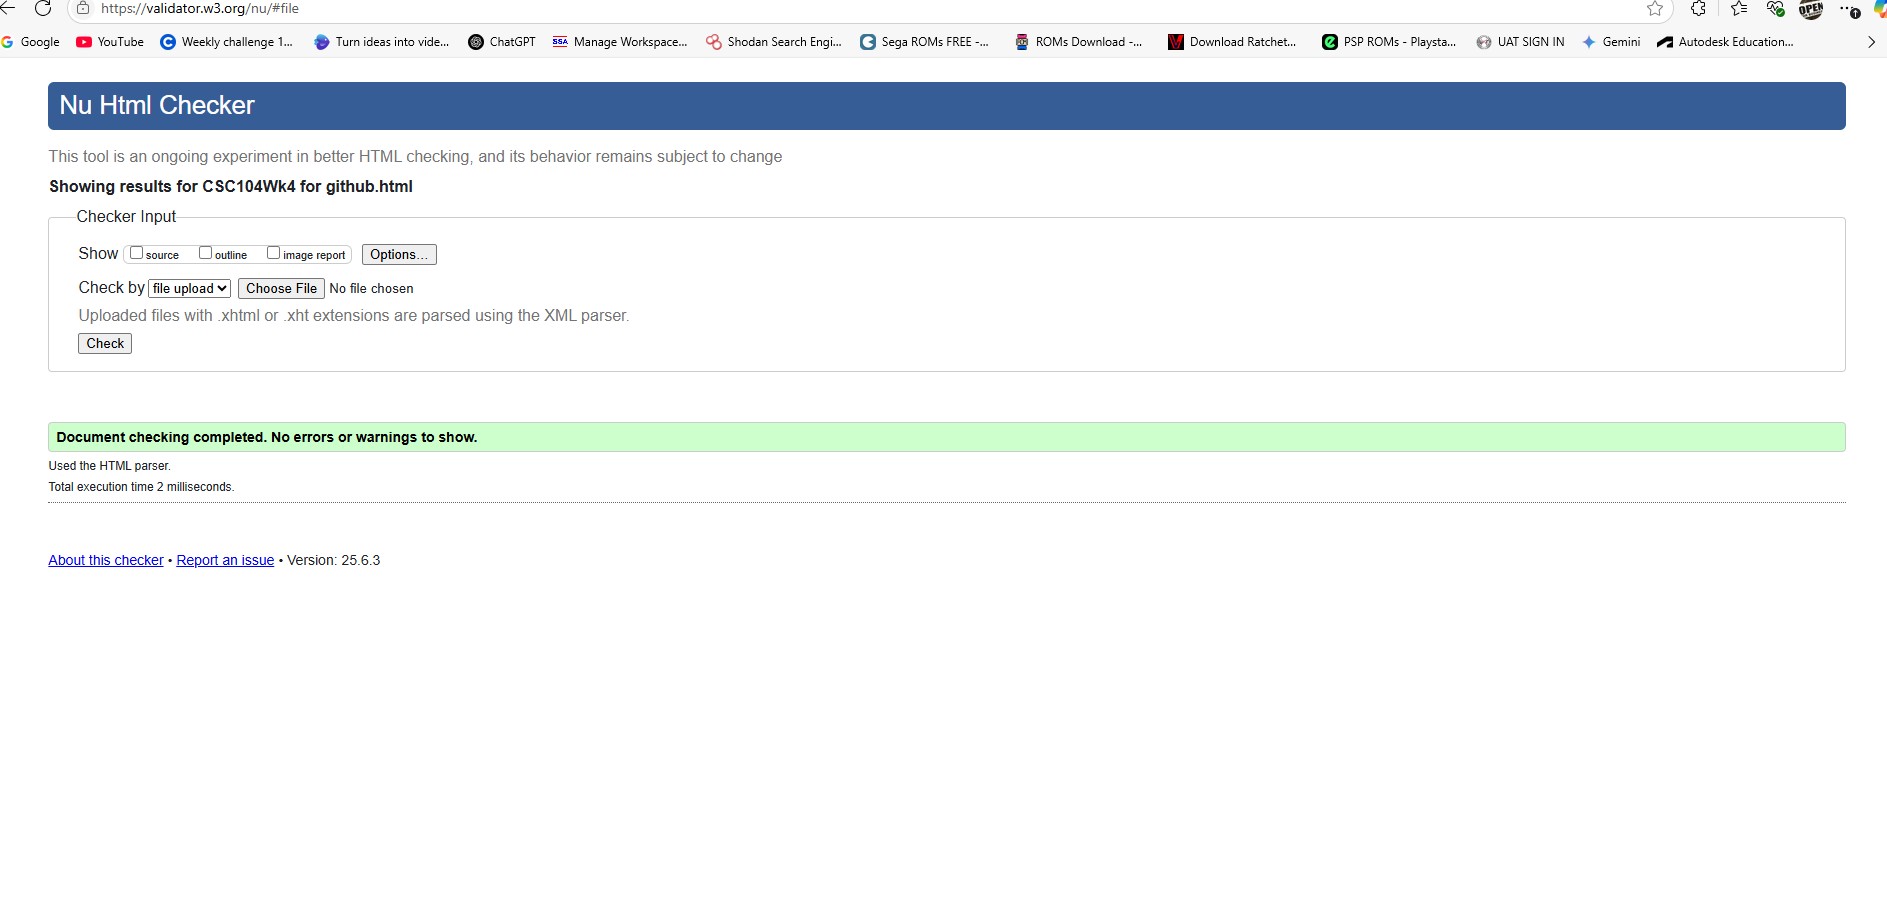 https://validator.w3.org/nu/#file
Google YouTube Weekly challenge 1... Turn ideas into vide... ChatGPT SSA Manage Workspace... Shodan Search Engi... Sega ROMs FREE -... ROMs Download -... Download Ratchet... PSP ROMs - Playsta... UAT SIGN IN Gemini Autodesk Education...
Nu Html Checker
This tool is an ongoing experiment in better HTML checking, and its behavior remains subject to change
Showing results for CSC104Wk4 for github.html
Checker Input
Show source outline image report Options...
Check by file upload Choose File No file chosen
Uploaded files with .xhtml or .xht extensions are parsed using the XML parser.
Check
Document checking completed. No errors or warnings to show.
Used the HTML parser.
Total execution time 2 milliseconds.
About this checker • Report an issue • Version: 25.6.3